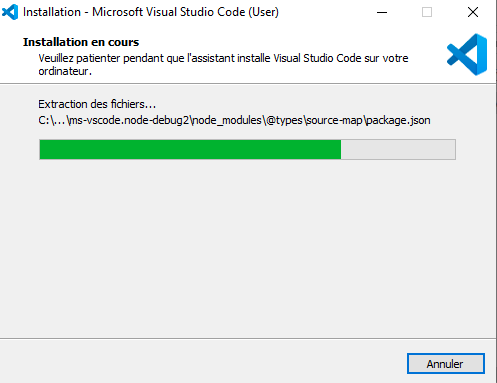 Installation - Microsoft Visual Studio Code (User)
Installation en cours
Veuillez patienter pendant que l'assistant installe Visual Studio Code sur votre
ordinateur.
Extraction des fichiers...
C:\...\ms-vscode.node-debug2\node_modules\@types\source-map\package.json
Annuler